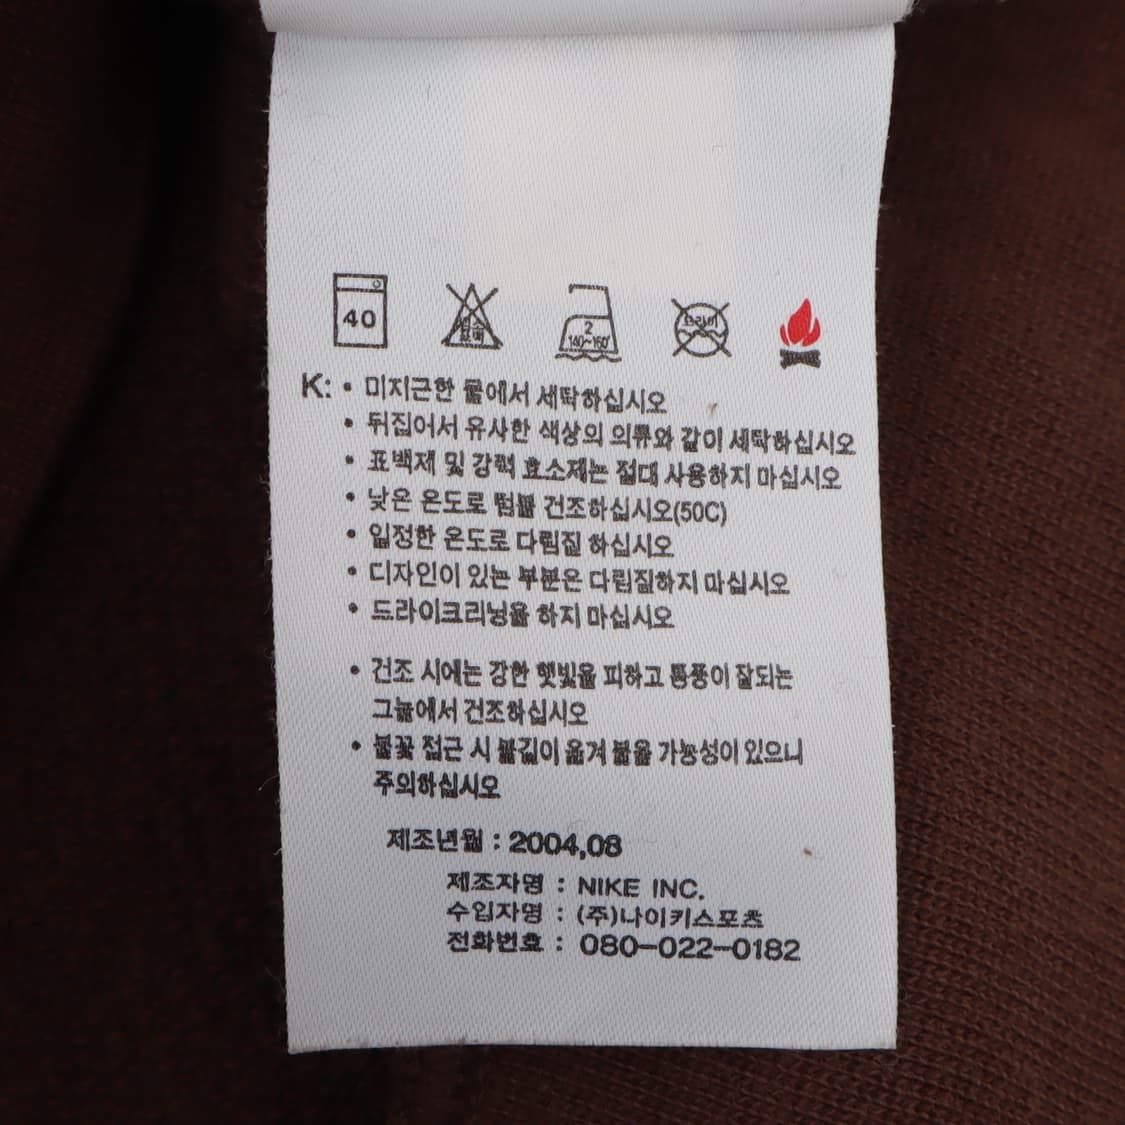 40
염소
표백
2
140~160°
드라이
K: • 미지근한 물에서 세탁하십시오
• 뒤집어서 유사한 색상의 의류와 같이 세탁하십시오
• 표백제 및 강력 효소제는 절대 사용하지 마십시오
• 낮은 온도로 텀블 건조하십시오(50C)
• 일정한 온도로 다림질 하십시오
• 디자인이 있는 부분은 다림질하지 마십시오
• 드라이크리닝을 하지 마십시오
• 건조 시에는 강한 햇빛을 피하고 통풍이 잘되는
그늘에서 건조하십시오
• 불꽃 접근 시 불길이 옮겨 붙을 가능성이 있으니
주의하십시오
제조년월 : 2004,08
제조자명 : NIKE INC.
수입자명 : (주)나이키스포츠
전화번호 : 080-022-0182